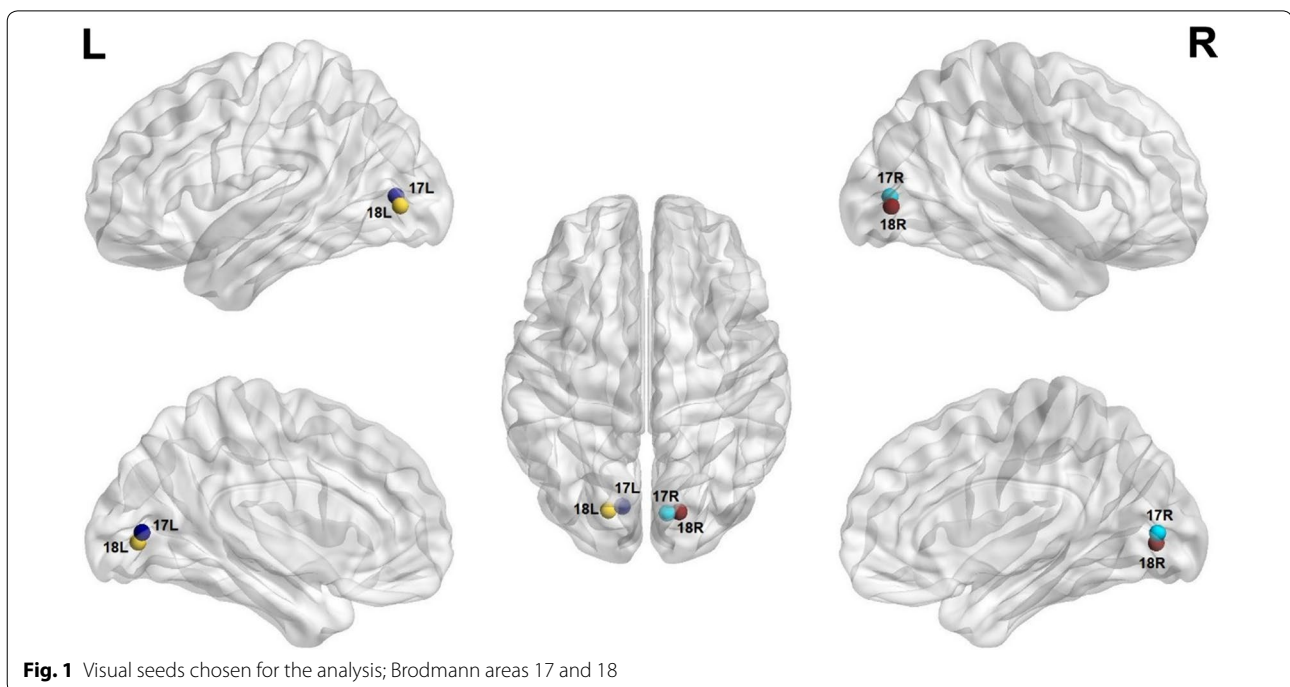 L
R
17L
18L
17R
18R
17L
18L
17R
18R
17L
18L
17R
18R
Fig. 1 Visual seeds chosen for the analysis; Brodmann areas 17 and 18